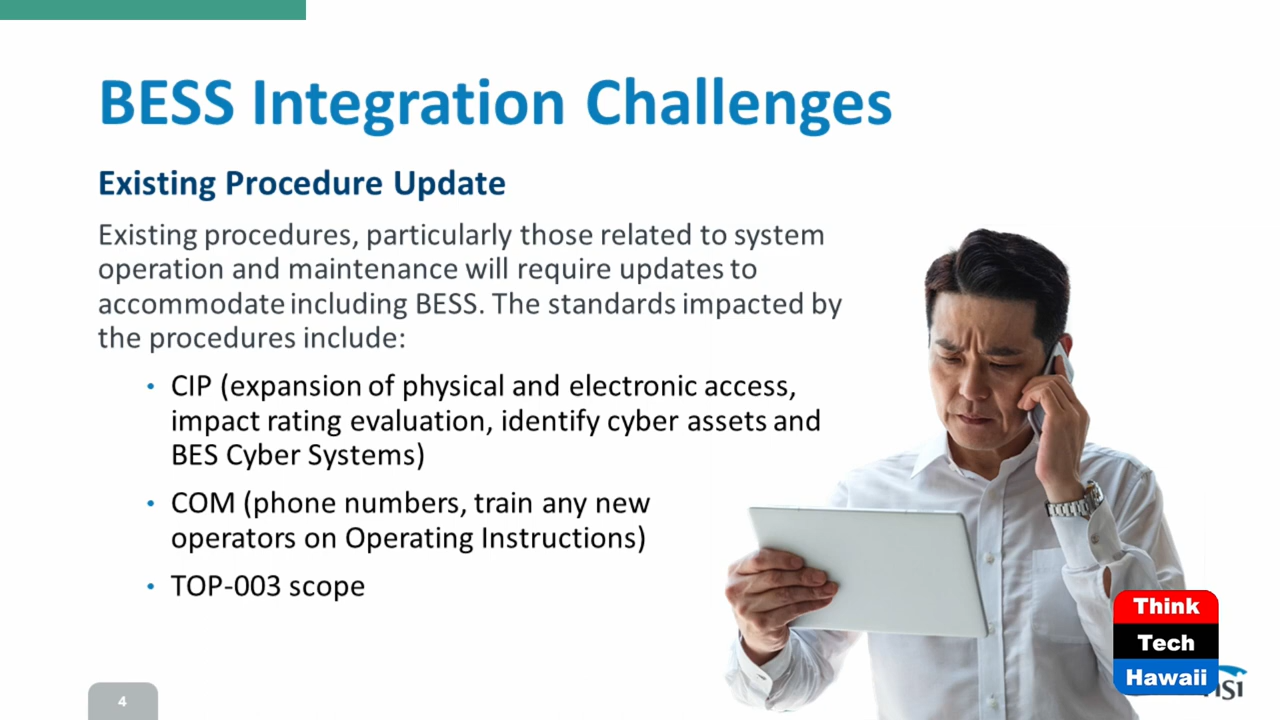 BESS Integration Challenges
Existing Procedure Update
Existing procedures, particularly those related to system
operation and maintenance will require updates to
accommodate including BESS. The standards impacted by
the procedures include:
• CIP (expansion of physical and electronic access,
impact rating evaluation, identify cyber assets and
BES Cyber Systems)
• COM (phone numbers, train any new
operators on Operating Instructions)
• TOP-003 scope
Think
Tech
Hawaii
4